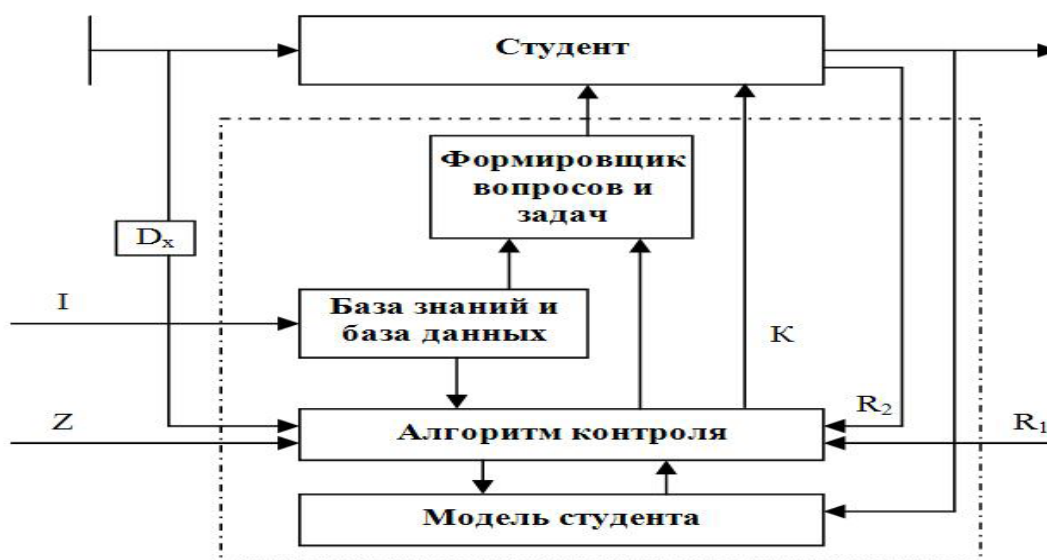 Студент
Формировщик
вопросов и
задач
Dₓ
I
База знаний и
база данных
К
Z
Алгоритм контроля
R₂
R₁
Модель студента